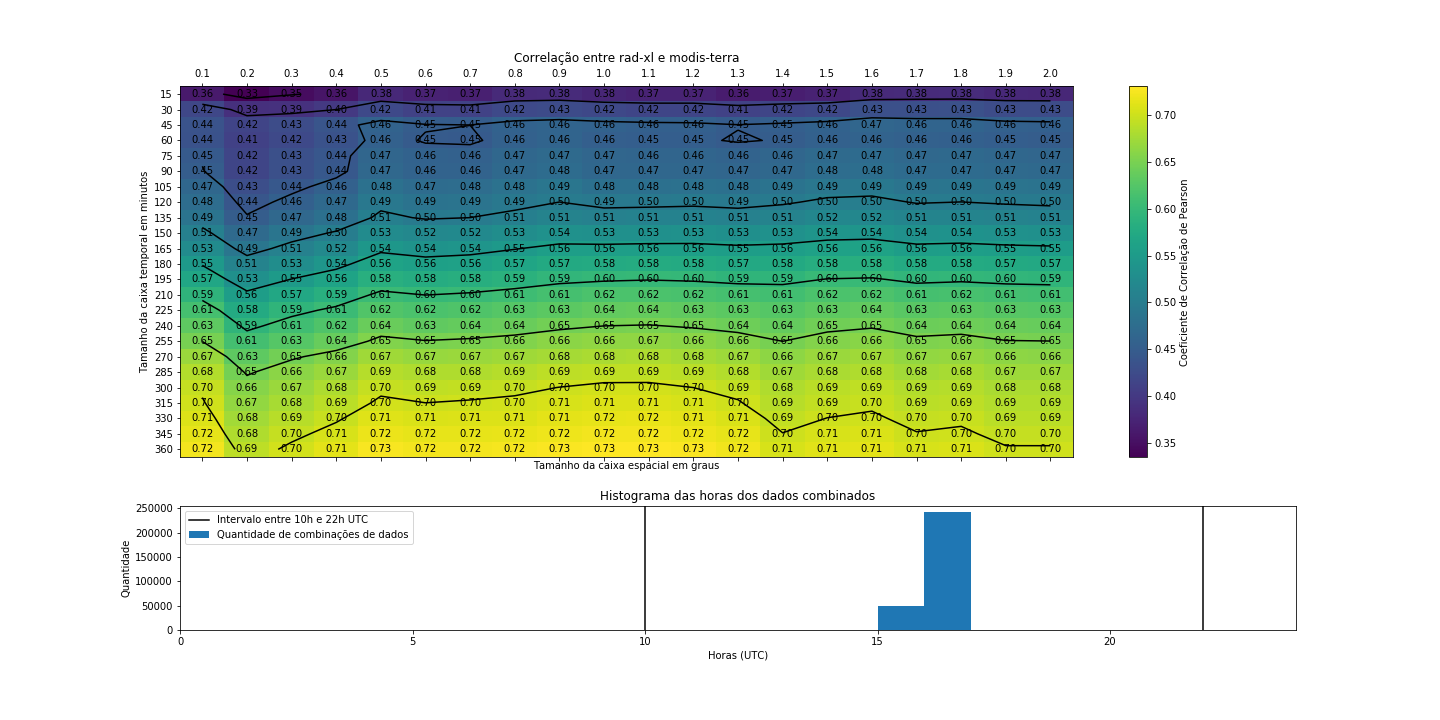 Correlação entre rad-xl e modis-terra
0.1 0.2 0.3 0.4 0.5 0.6 0.7 0.8 0.9 1.0 1.1 1.2 1.3 1.4 1.5 1.6 1.7 1.8 1.9 2.0
15 0.36 0.33 0.35 0.36 0.38 0.37 0.37 0.38 0.38 0.38 0.38 0.38 0.36 0.37 0.37 0.38 0.38 0.38 0.38 0.38
30 0.41 0.39 0.39 0.40 0.42 0.41 0.41 0.42 0.43 0.42 0.42 0.42 0.41 0.42 0.42 0.43 0.43 0.43 0.43 0.43
45 0.44 0.42 0.43 0.44 0.46 0.45 0.45 0.46 0.46 0.46 0.46 0.46 0.45 0.45 0.46 0.47 0.46 0.46 0.46 0.46
60 0.44 0.41 0.42 0.43 0.46 0.45 0.45 0.46 0.46 0.46 0.45 0.45 0.45 0.45 0.46 0.46 0.46 0.46 0.45 0.45
75 0.45 0.42 0.43 0.44 0.47 0.46 0.46 0.47 0.47 0.46 0.46 0.46 0.46 0.46 0.47 0.47 0.47 0.47 0.47 0.46
90 0.45 0.42 0.43 0.44 0.47 0.46 0.46 0.47 0.48 0.47 0.47 0.47 0.46 0.47 0.47 0.48 0.47 0.47 0.47 0.47
105 0.47 0.43 0.44 0.46 0.48 0.47 0.48 0.48 0.49 0.48 0.48 0.48 0.48 0.48 0.49 0.49 0.49 0.49 0.49 0.48
120 0.48 0.44 0.46 0.47 0.49 0.49 0.49 0.49 0.50 0.49 0.50 0.50 0.49 0.50 0.50 0.50 0.50 0.50 0.50 0.50
135 0.49 0.45 0.47 0.48 0.51 0.50 0.50 0.51 0.51 0.51 0.51 0.51 0.51 0.51 0.52 0.52 0.51 0.51 0.51 0.51
150 0.51 0.47 0.49 0.50 0.53 0.52 0.52 0.53 0.54 0.53 0.53 0.53 0.53 0.53 0.54 0.54 0.54 0.54 0.53 0.53
165 0.53 0.49 0.51 0.52 0.54 0.54 0.54 0.55 0.56 0.56 0.56 0.56 0.55 0.56 0.56 0.56 0.56 0.56 0.55 0.55
180 0.55 0.51 0.53 0.54 0.56 0.56 0.56 0.57 0.57 0.58 0.58 0.58 0.57 0.57 0.58 0.58 0.58 0.58 0.57 0.57
195 0.57 0.53 0.55 0.56 0.58 0.58 0.58 0.59 0.59 0.60 0.60 0.60 0.59 0.59 0.60 0.60 0.60 0.60 0.60 0.59
210 0.59 0.56 0.57 0.59 0.61 0.60 0.60 0.61 0.61 0.62 0.62 0.62 0.61 0.61 0.62 0.62 0.61 0.62 0.61 0.61
225 0.61 0.58 0.59 0.61 0.62 0.62 0.62 0.63 0.63 0.64 0.64 0.63 0.63 0.63 0.63 0.64 0.63 0.63 0.63 0.63
240 0.63 0.59 0.61 0.62 0.64 0.63 0.64 0.64 0.65 0.65 0.65 0.65 0.64 0.64 0.65 0.65 0.64 0.64 0.64 0.64
255 0.65 0.61 0.63 0.64 0.65 0.65 0.65 0.66 0.66 0.66 0.67 0.66 0.66 0.65 0.66 0.66 0.65 0.66 0.65 0.65
270 0.67 0.63 0.65 0.66 0.67 0.67 0.67 0.67 0.68 0.68 0.68 0.68 0.67 0.66 0.67 0.67 0.67 0.67 0.66 0.66
285 0.68 0.65 0.66 0.67 0.69 0.68 0.68 0.69 0.69 0.69 0.69 0.69 0.68 0.67 0.68 0.68 0.68 0.68 0.67 0.67
300 0.70 0.66 0.67 0.68 0.70 0.69 0.69 0.70 0.70 0.70 0.70 0.70 0.69 0.68 0.69 0.69 0.69 0.69 0.68 0.68
315 0.71 0.67 0.68 0.69 0.70 0.70 0.70 0.70 0.71 0.71 0.71 0.71 0.70 0.69 0.69 0.70 0.69 0.69 0.69 0.69
330 0.71 0.68 0.69 0.70 0.71 0.71 0.71 0.71 0.71 0.72 0.72 0.71 0.71 0.69 0.70 0.70 0.70 0.70 0.69 0.69
345 0.72 0.68 0.70 0.71 0.72 0.72 0.72 0.72 0.72 0.72 0.72 0.72 0.72 0.70 0.71 0.71 0.70 0.70 0.70 0.70
360 0.72 0.69 0.70 0.71 0.73 0.72 0.72 0.72 0.73 0.73 0.73 0.73 0.72 0.71 0.71 0.71 0.71 0.71 0.70 0.70
Tamanho da caixa temporal em minutos
Tamanho da caixa espacial em graus
0.70
0.65
0.60
0.55
0.50
0.45
0.40
0.35
Coeficiente de Correlação de Pearson
Histograma das horas dos dados combinados
250000
200000
150000
100000
50000
0
Quantidade
Intervalo entre 10h e 22h UTC
Quantidade de combinações de dados
0 5 10 15 20
Horas (UTC)